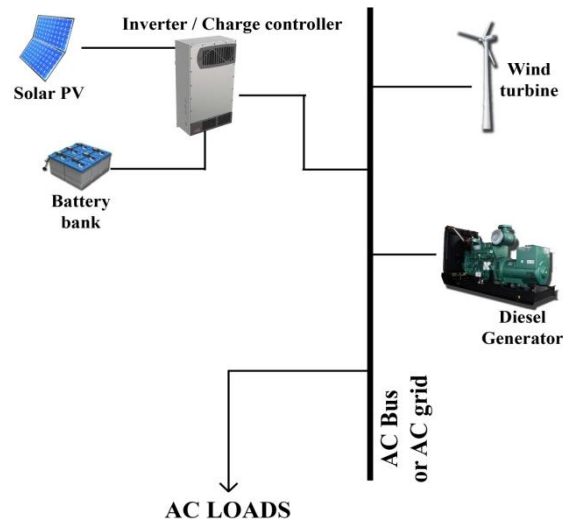 Inverter / Charge controller
Solar PV
Wind
turbine
Battery
bank
Diesel
Generator
AC Bus
or AC grid
AC LOADS